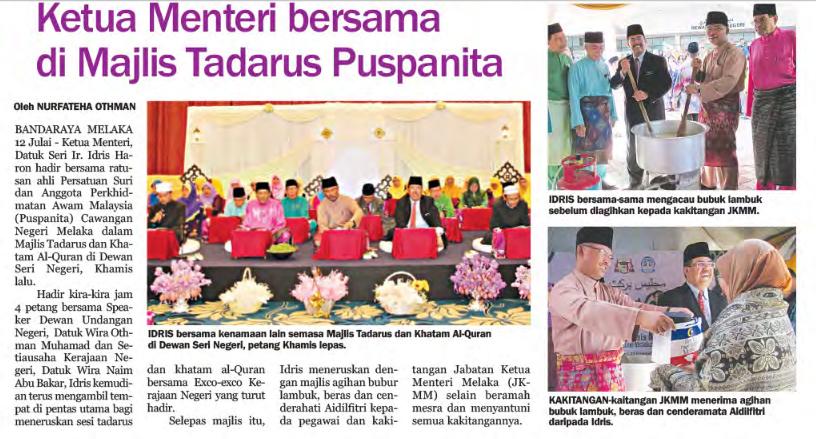 Ketua Menteri bersama
di Majlis Tadarus Puspanita
Oleh NURFATEHA OTHMAN
BANDARAYA MELAKA
12 Julai - Ketua Menteri,
Datuk Seri Ir. Idris Ha-
ron hadir bersama ratu-
san ahli Persatuan Suri
dan Anggota Perkhid-
matan Awam Malaysia
(Puspanita) Cawangan
Negeri Melaka dalam
Majlis Tadarus dan Kha-
tam Al-Quran di Dewan
Seri Negeri, Khamis
lalu.
Hadir kira-kira jam
4 petang bersama Spea-
ker Dewan Undangan
Negeri, Datuk Wira Oth-
man Muhamad dan Se-
tiausaha Kerajaan Ne-
geri, Datuk Wira Naim
Abu Bakar, Idris kemudi-
an terus mengambil tem-
pat di pentas utama bagi
meneruskan sesi tadarus
IDRIS bersama kenamaan lain semasa Majlis Tadarus dan Khatam Al-Quran
di Dewan Seri Negeri, petang Khamis lepas.
dan khatam al-Quran
bersama Exco-exco Ke-
rajaan Negeri yang turut
hadir.
Selepas majlis itu,
Idris meneruskan den-
gan majlis agihan bubur
lambuk, beras dan cen-
derahati Aidilfitri kepa-
da pegawai dan kaki-
tangan Jabatan Ketua
Menteri Melaka (JK-
MM) selain beramah
mesra dan menyantuni
semua kakitangannya.
IDRIS bersama-sama mengacau bubuk lambuk
sebelum diagihkan kepada kakitangan JKMM.
KAKITANGAN-kaitangan JKMM menerima agihan
bubuk lambuk, beras dan cenderamata Aidilfitri
daripada Idris.